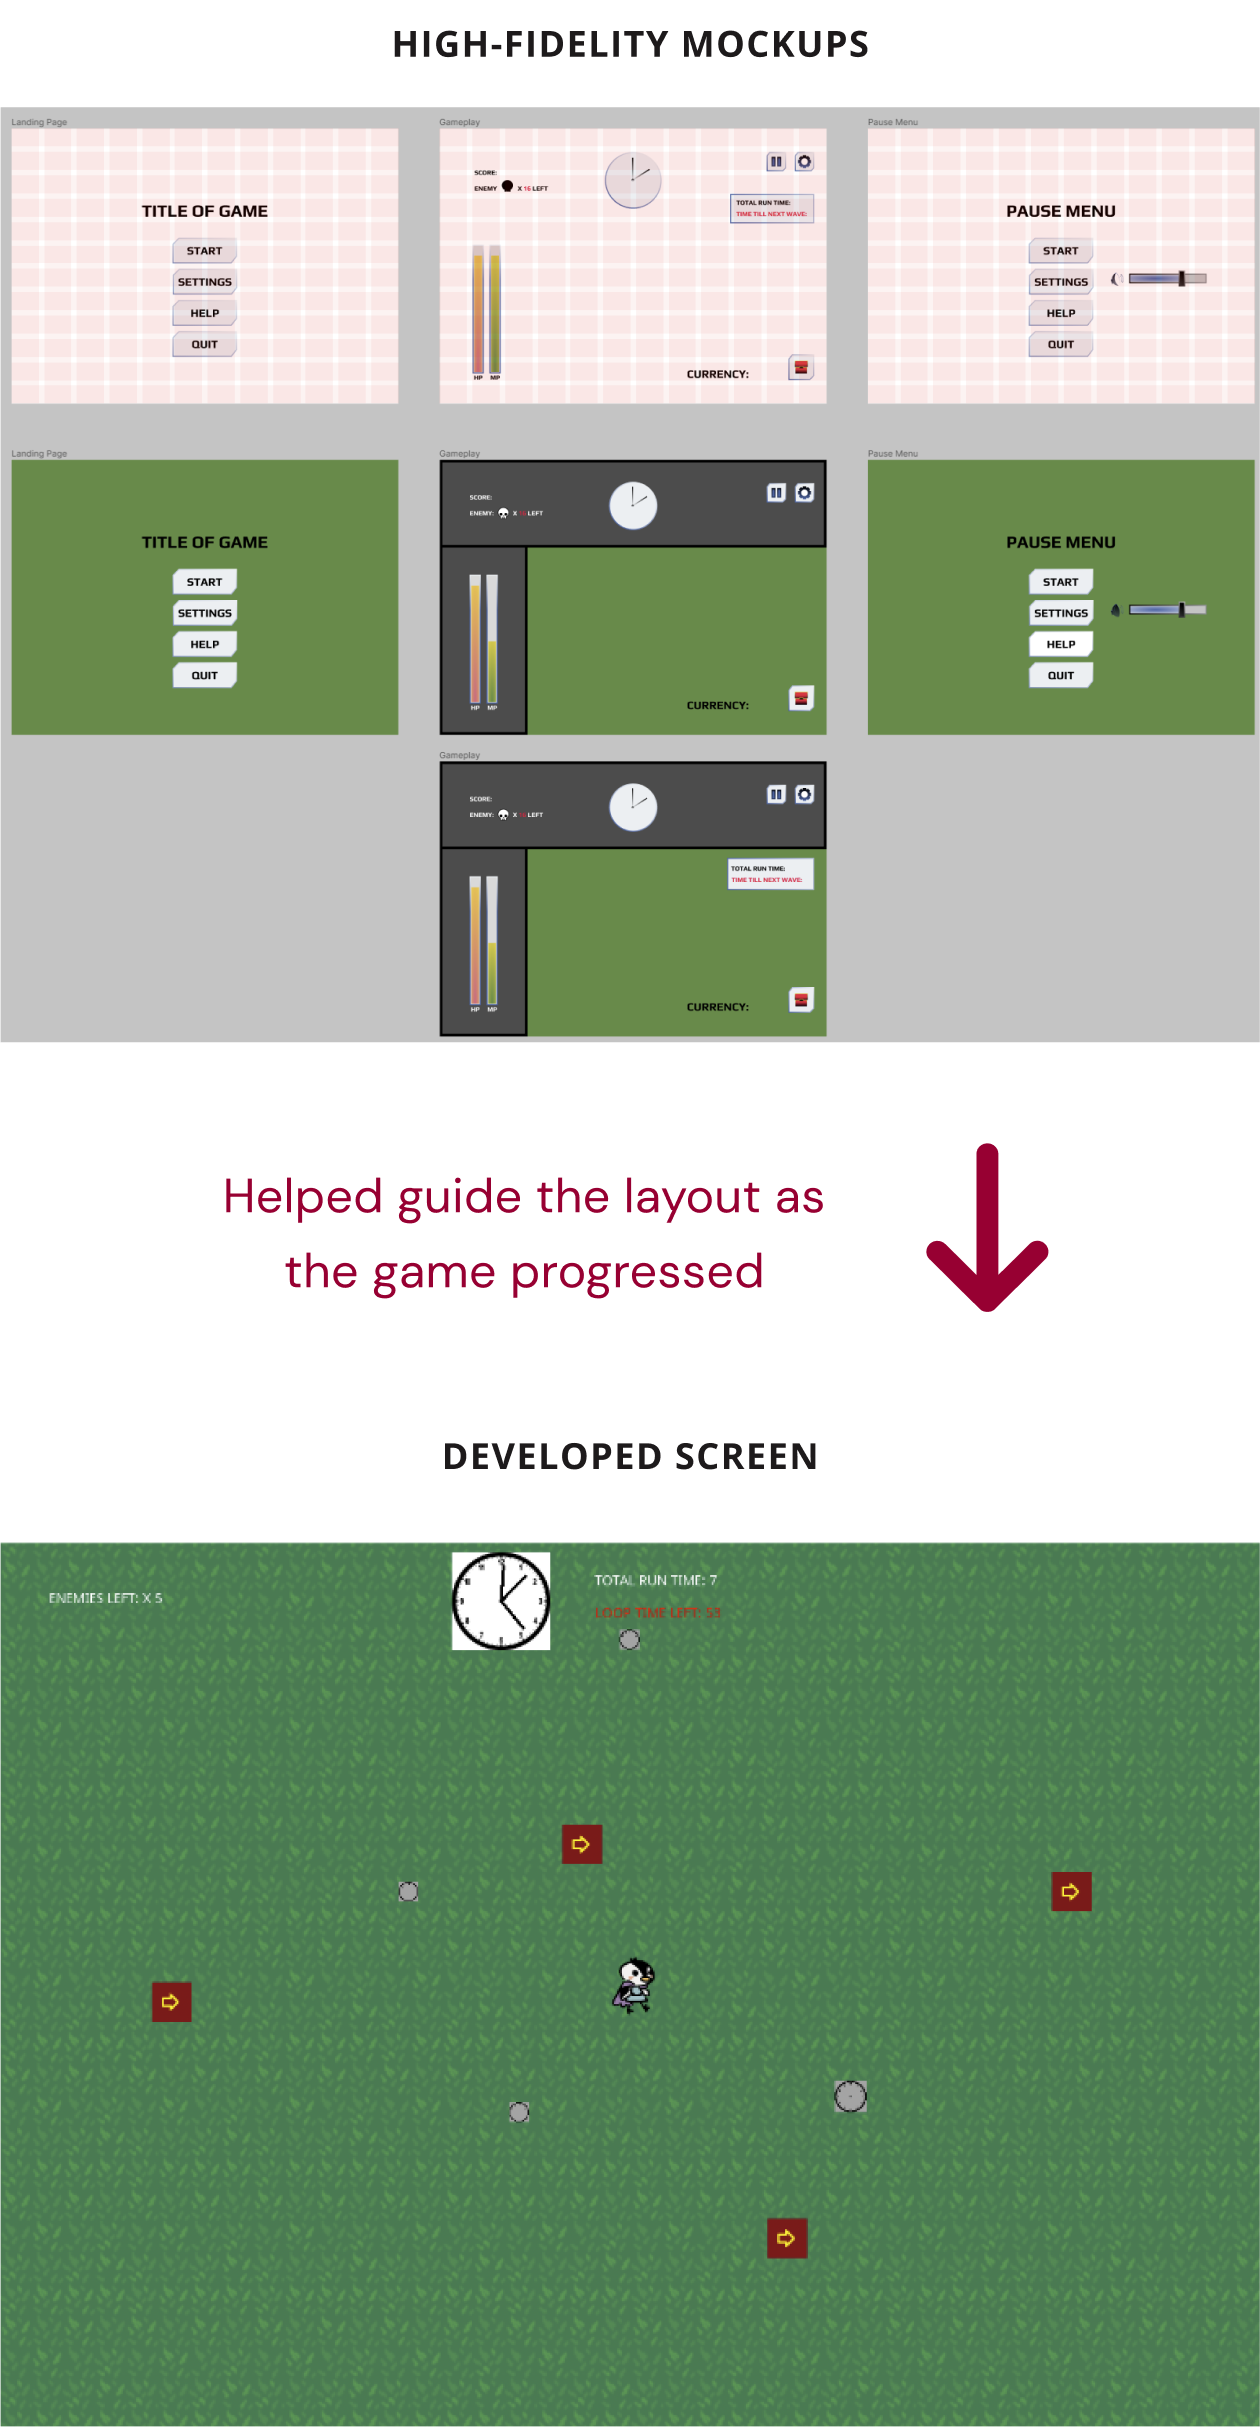 HIGH-FIDELITY MOCKUPS
Landing Page
Gameplay
Pause Menu
TITLE OF GAME
START
SETTINGS
HELP
QUIT
SCORE:
ENEMY X 16 LEFT
TOTAL RUN TIME:
TIME TILL NEXT WAVE:
HP MP
CURRENCY:
PAUSE MENU
START
SETTINGS
HELP
QUIT
Landing Page
Gameplay
Pause Menu
TITLE OF GAME
START
SETTINGS
HELP
QUIT
SCORE:
ENEMY: X LEFT
HP MP
CURRENCY:
PAUSE MENU
START
SETTINGS
HELP
QUIT
Gameplay
SCORE:
ENEMY: X LEFT
TOTAL RUN TIME:
TIME TILL NEXT WAVE:
HP MP
CURRENCY:
Helped guide the layout as
the game progressed
DEVELOPED SCREEN
ENEMIES LEFT: X 5
TOTAL RUN TIME: 7
LOOP TIME LEFT: 53